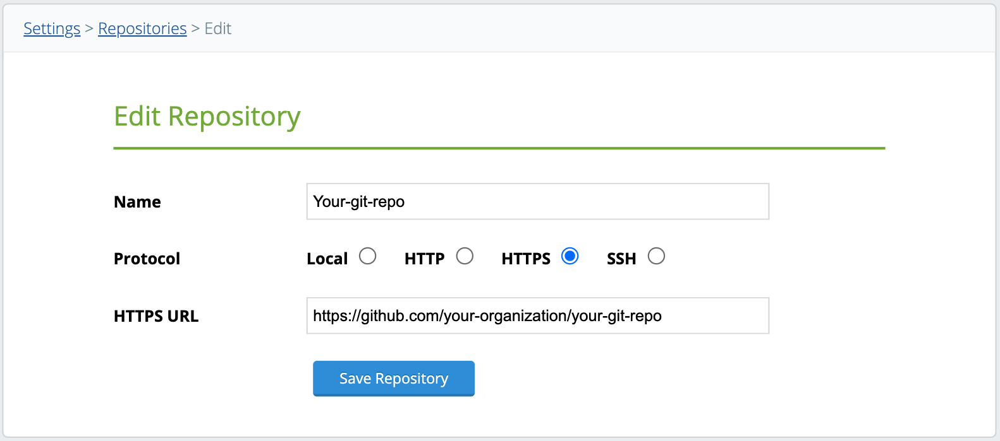 Settings > Repositories > Edit
Edit Repository
Name Your-git-repo
Protocol Local HTTP HTTPS SSH
HTTPS URL https://github.com/your-organization/your-git-repo
Save Repository